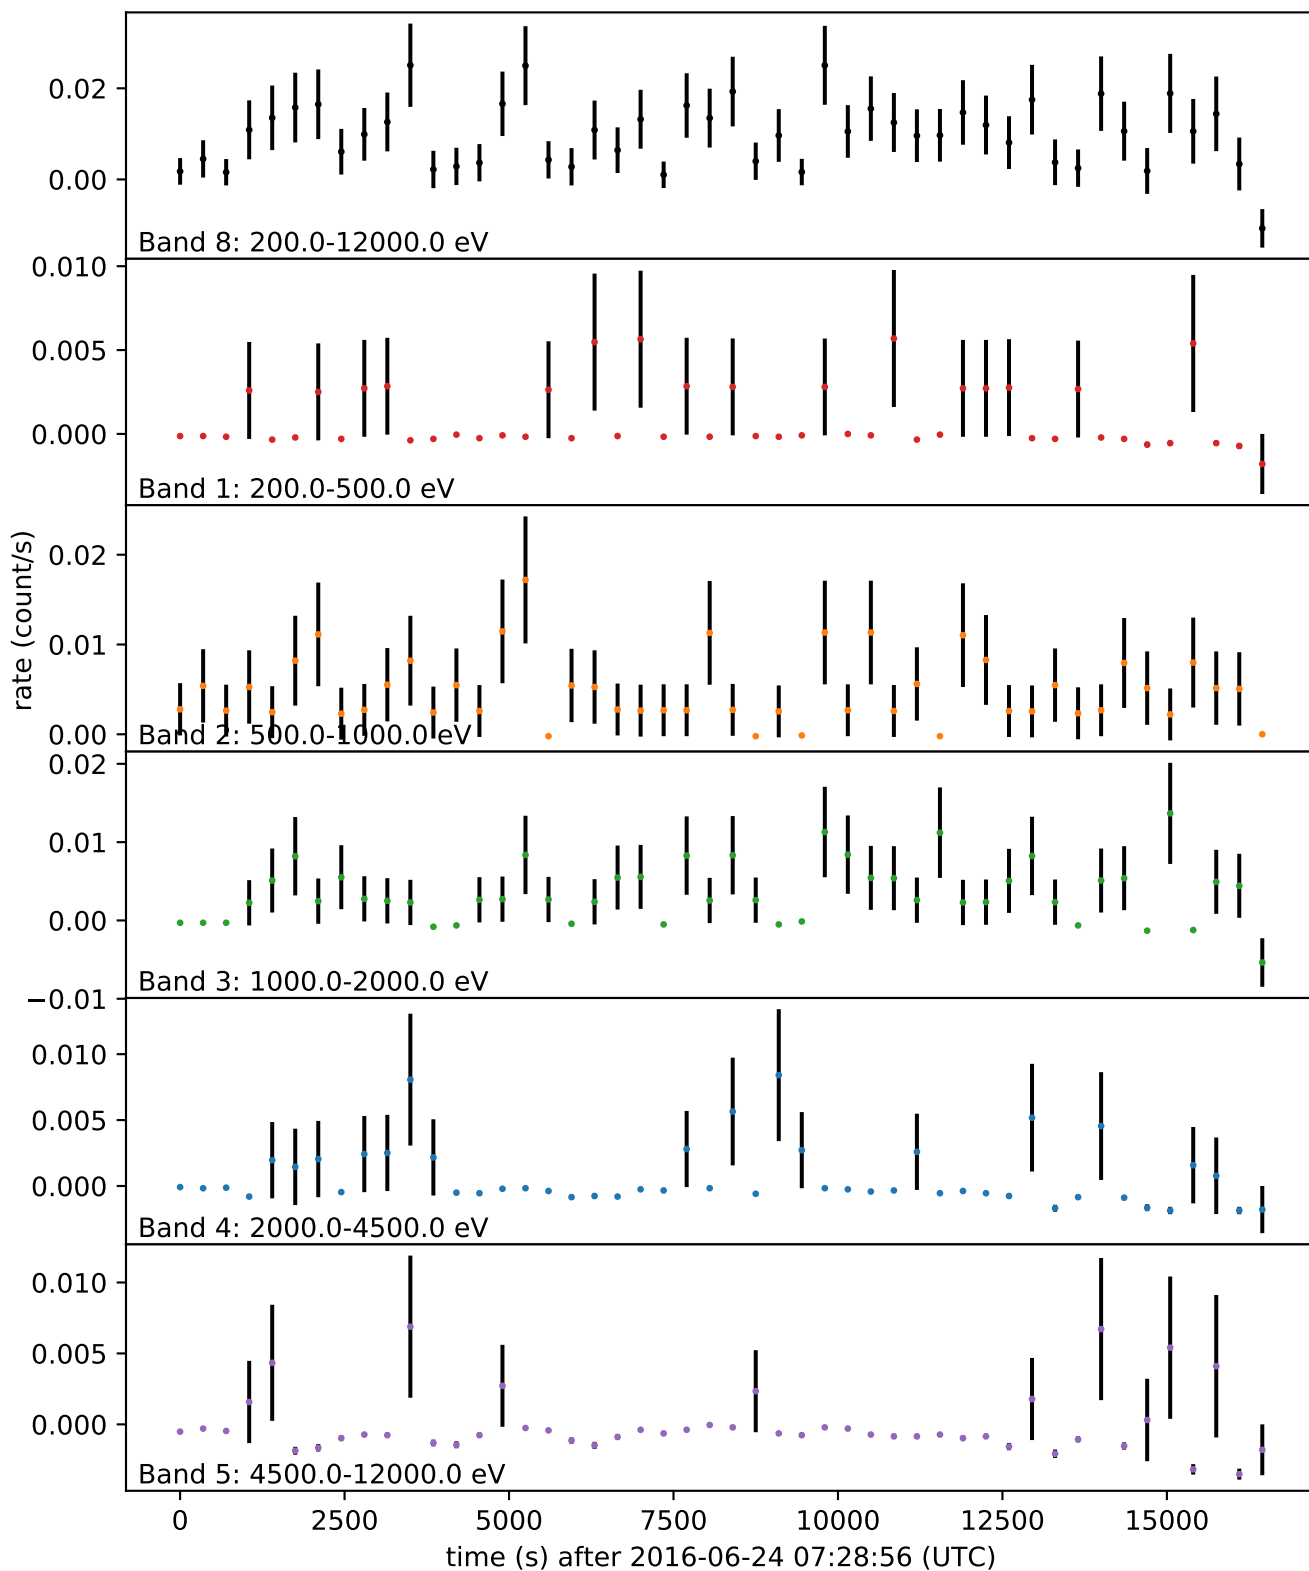 0.02
0.00
Band 8: 200.0-12000.0 eV
0.010
0.005
0.000
Band 1: 200.0-500.0 eV
rate (count/s)
0.02
0.01
0.00
Band 2: 500.0-1000.0 eV
0.02
0.01
0.00
−0.01
Band 3: 1000.0-2000.0 eV
0.010
0.005
0.000
Band 4: 2000.0-4500.0 eV
0.010
0.005
0.000
Band 5: 4500.0-12000.0 eV
0 2500 5000 7500 10000 12500 15000
time (s) after 2016-06-24 07:28:56 (UTC)